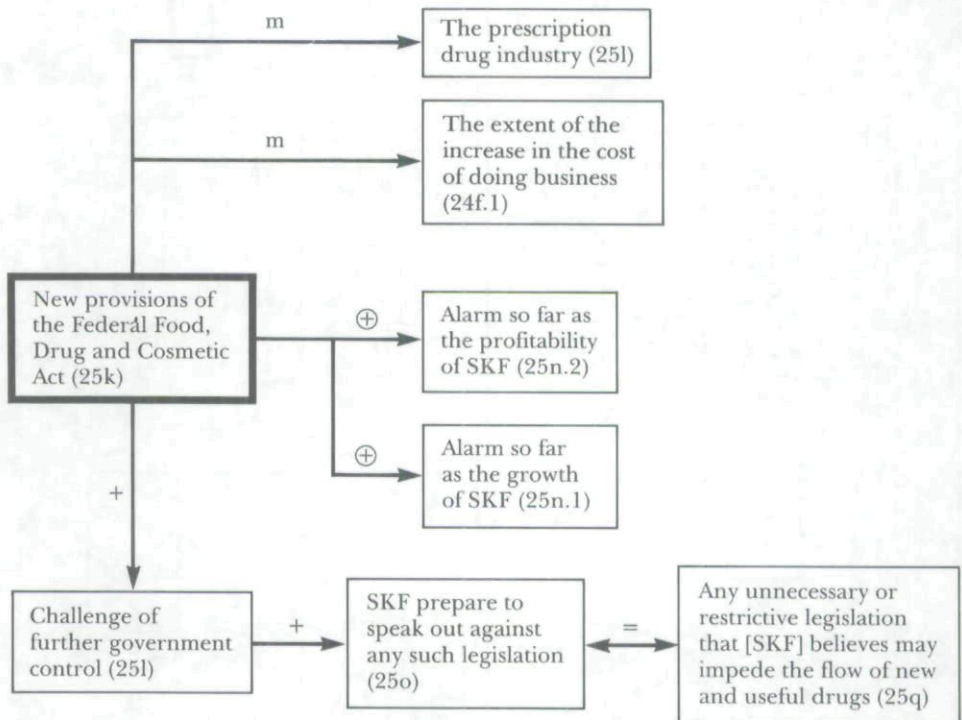 m
The prescription
drug industry (25l)
m
The extent of the
increase in the cost
of doing business
(24f.1)
New provisions of
the Federal Food,
Drug and Cosmetic
Act (25k)
⊕
Alarm so far as
the profitability
of SKF (25n.2)
⊕
Alarm so far
as the growth
of SKF (25n.1)
+
Challenge of
further government
control (25l)
+
SKF prepare to
speak out against
any such legislation
(25o)
=
Any unnecessary or
restrictive legislation
that [SKF] believes may
impede the flow of new
and useful drugs (25q)